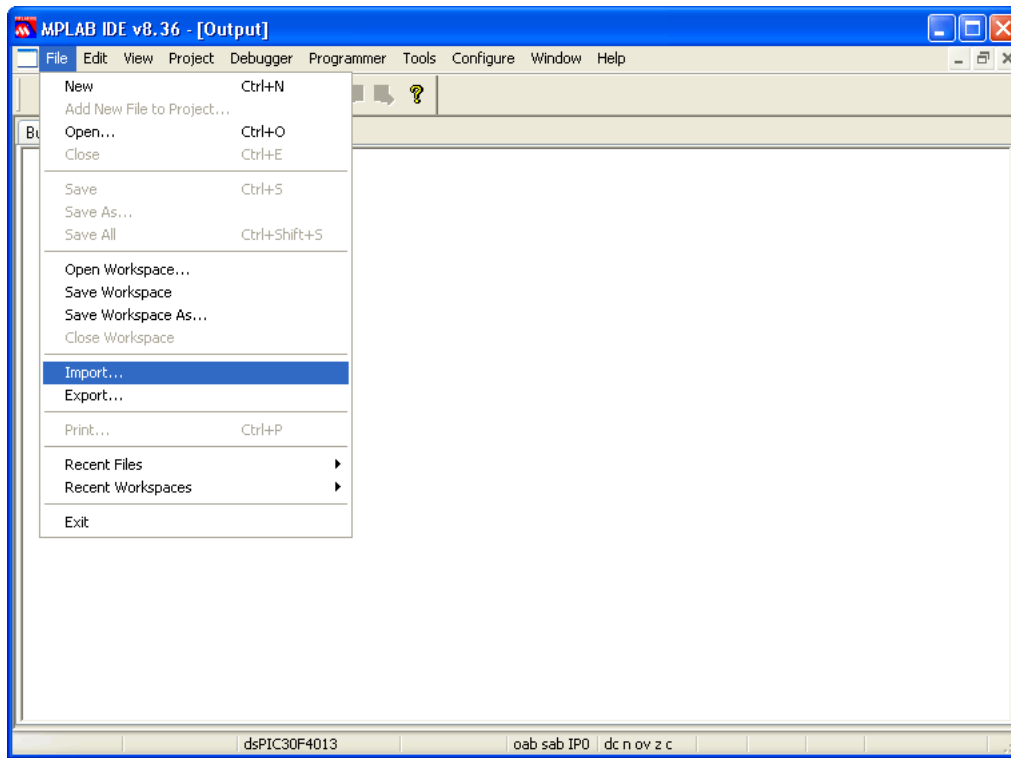 MPLAB IDE v8.36 - [Output]
File Edit View Project Debugger Programmer Tools Configure Window Help
New Ctrl+N
Add New File to Project...
Open... Ctrl+O
Close Ctrl+E
Save Ctrl+S
Save As...
Save All Ctrl+Shift+S
Open Workspace...
Save Workspace
Save Workspace As...
Close Workspace
Import...
Export...
Print... Ctrl+P
Recent Files
Recent Workspaces
Exit
dsPIC30F4013 oab sab IP0 dc n ov z c